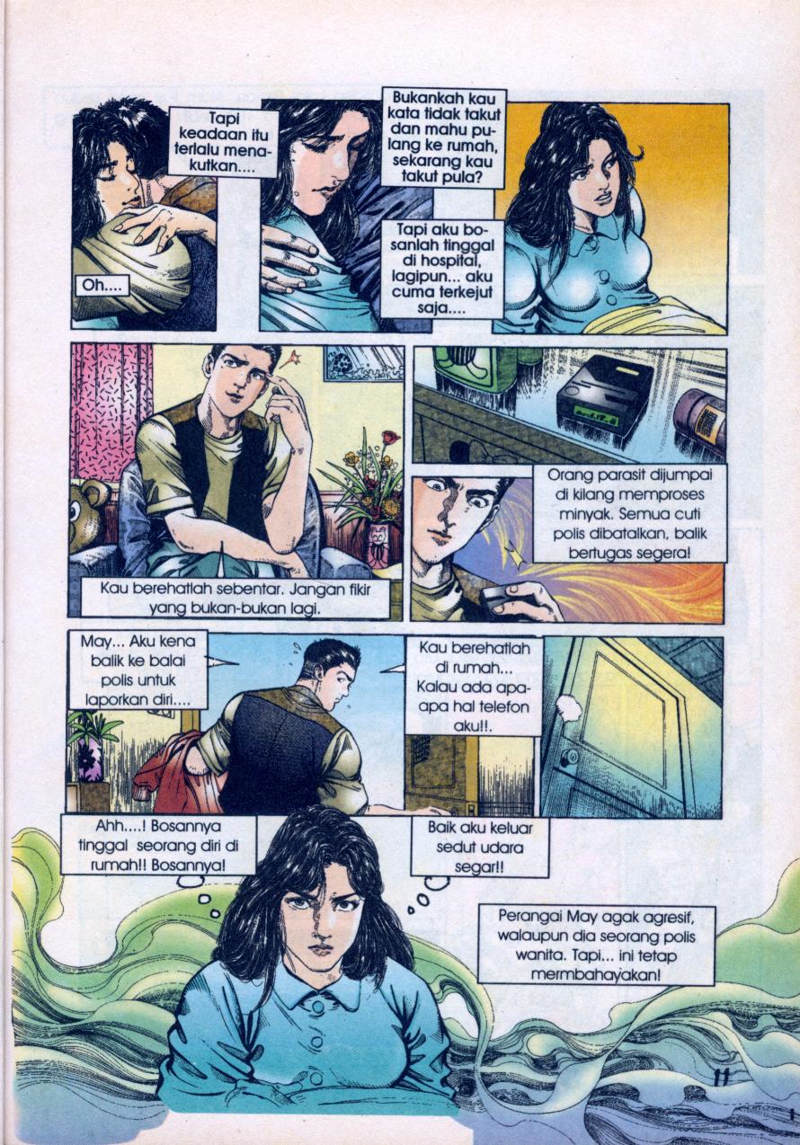 Tapi
keadaan itu
terlalu mena-
kutkan....
Oh....
Bukankah kau
kata tidak takut
dan mahu pu-
lang ke rumah,
sekarang kau
takut pula?
Tapi aku bo-
sanlah tinggal
di hospital,
lagipun... aku
cuma terkejut
saja....
Kau berehatlah sebentar. Jangan fikir
yang bukan-bukan lagi.
Orang parasit dijumpai
di kilang memproses
minyak. Semua cuti
polis dibatalkan, balik
bertugas segera!
May... Aku kena
balik ke balai
polis untuk
laporkan diri....
Kau berehatlah
di rumah...
Kalau ada apa-
apa hal telefon
aku!!.
Ahh....! Bosannya
tinggal seorang diri di
rumah!! Bosannya!
Baik aku keluar
sedut udara
segar!!
Perangai May agak agresif,
walaupun dia seorang polis
wanita. Tapi... ini tetap
mermbahayakan!
11